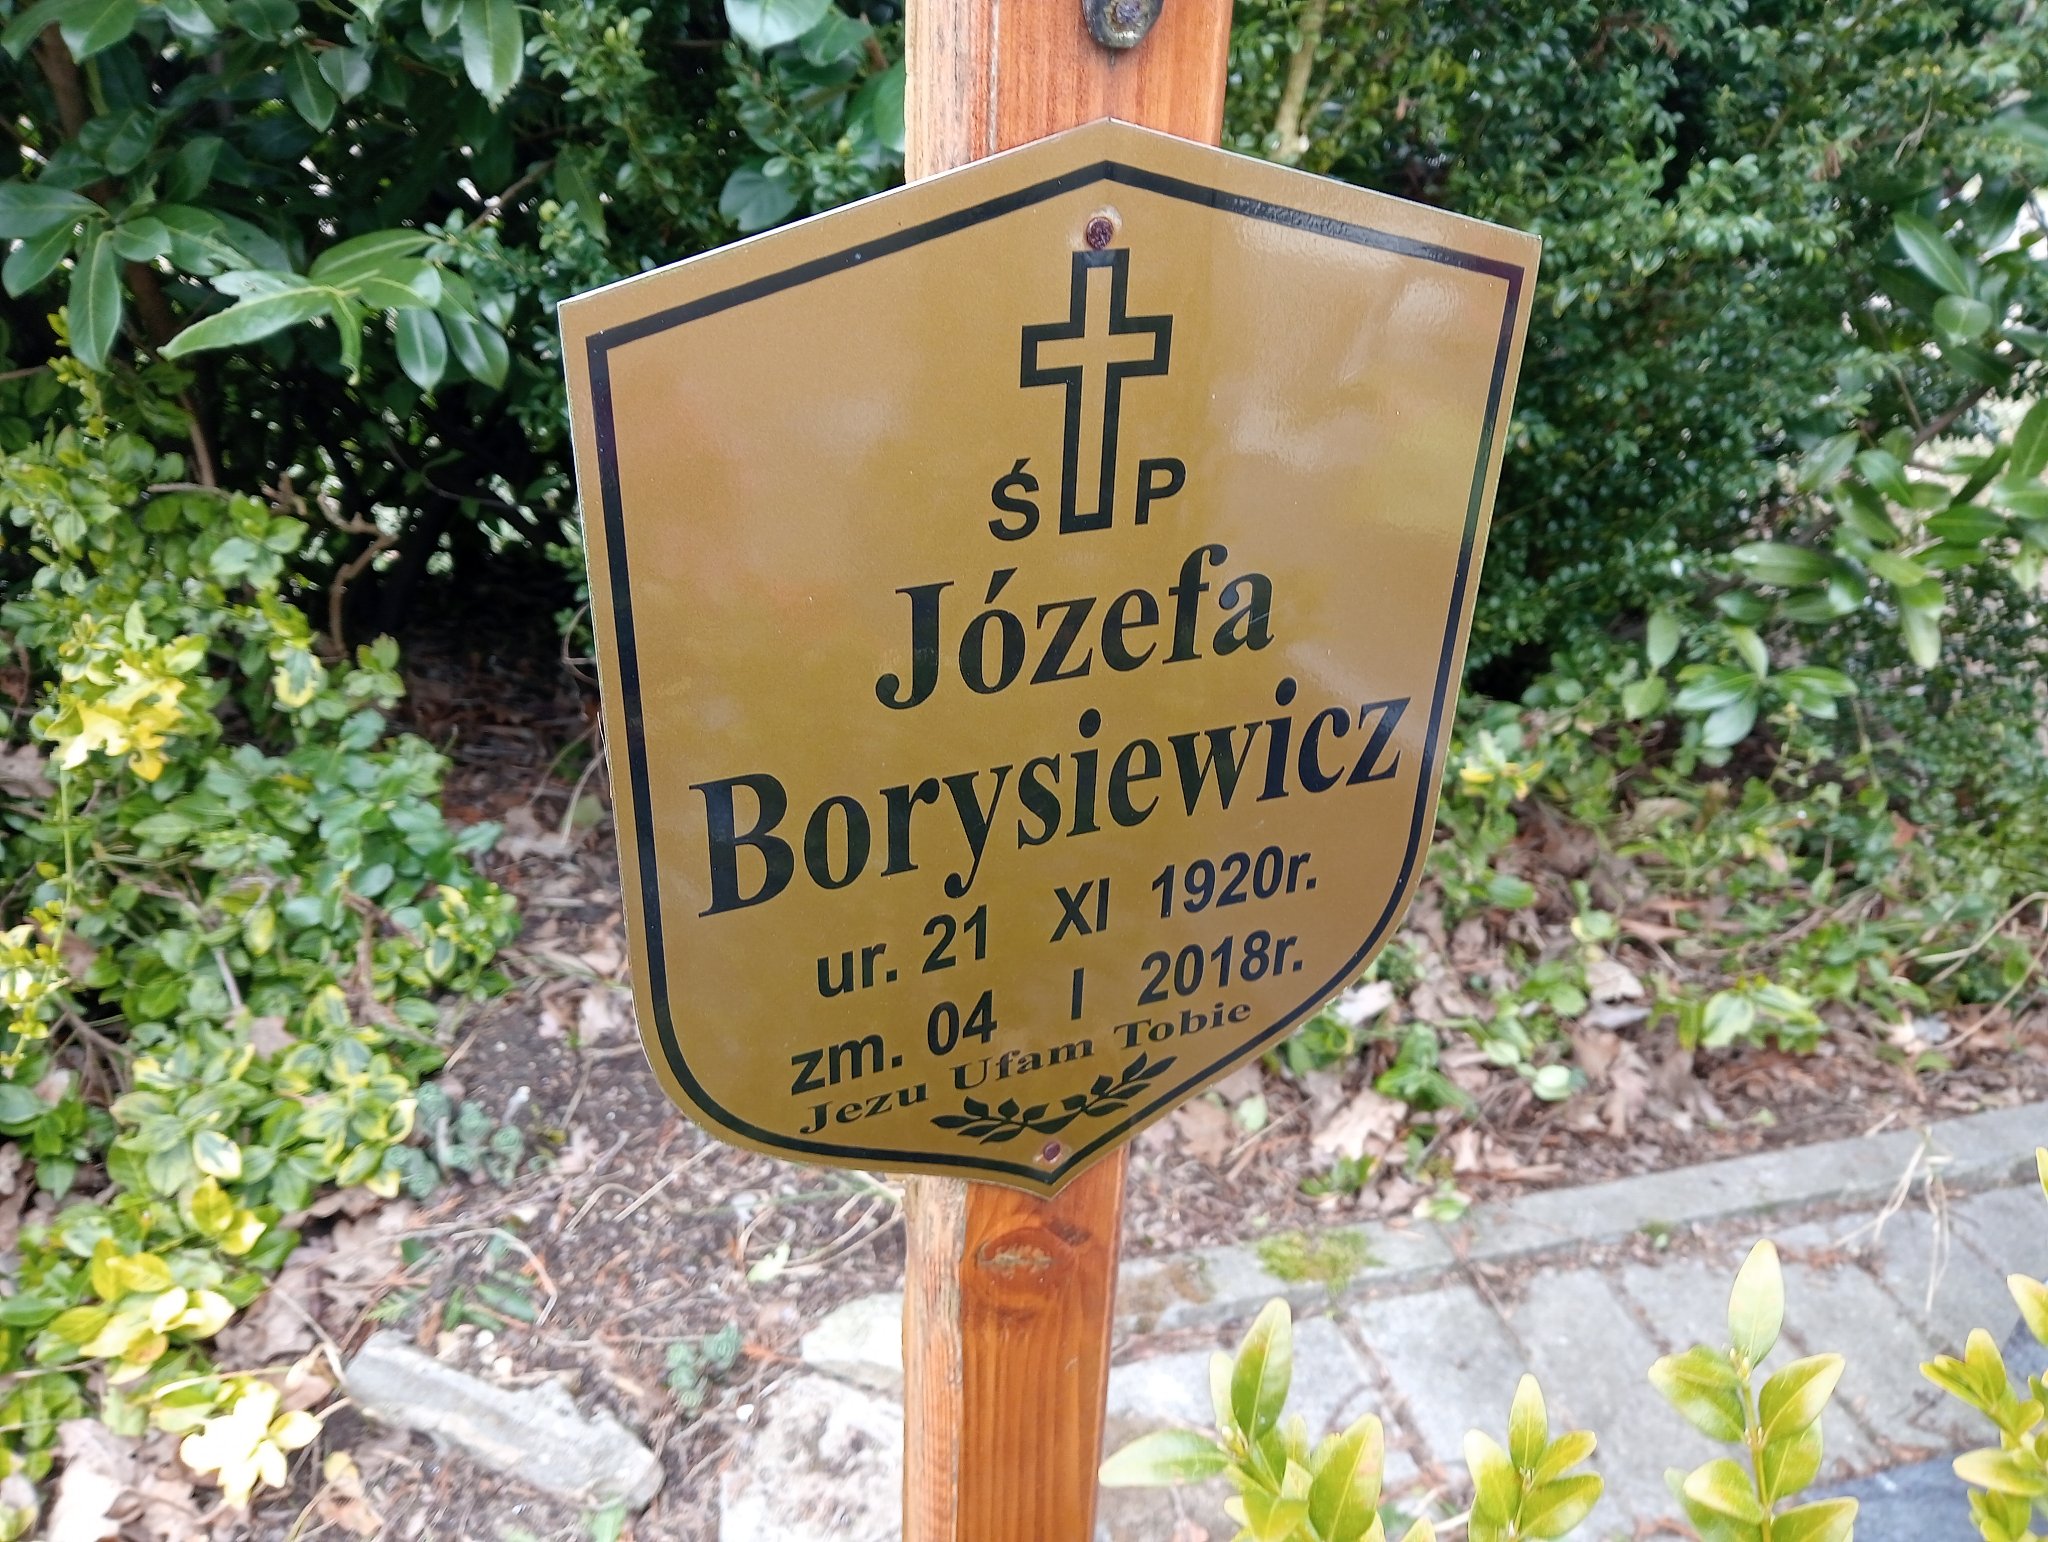 Ś P
Józefa
Borysiewicz
ur. 21 XI 1920r.
zm. 04 I 2018r.
Jezu Ufam Tobie